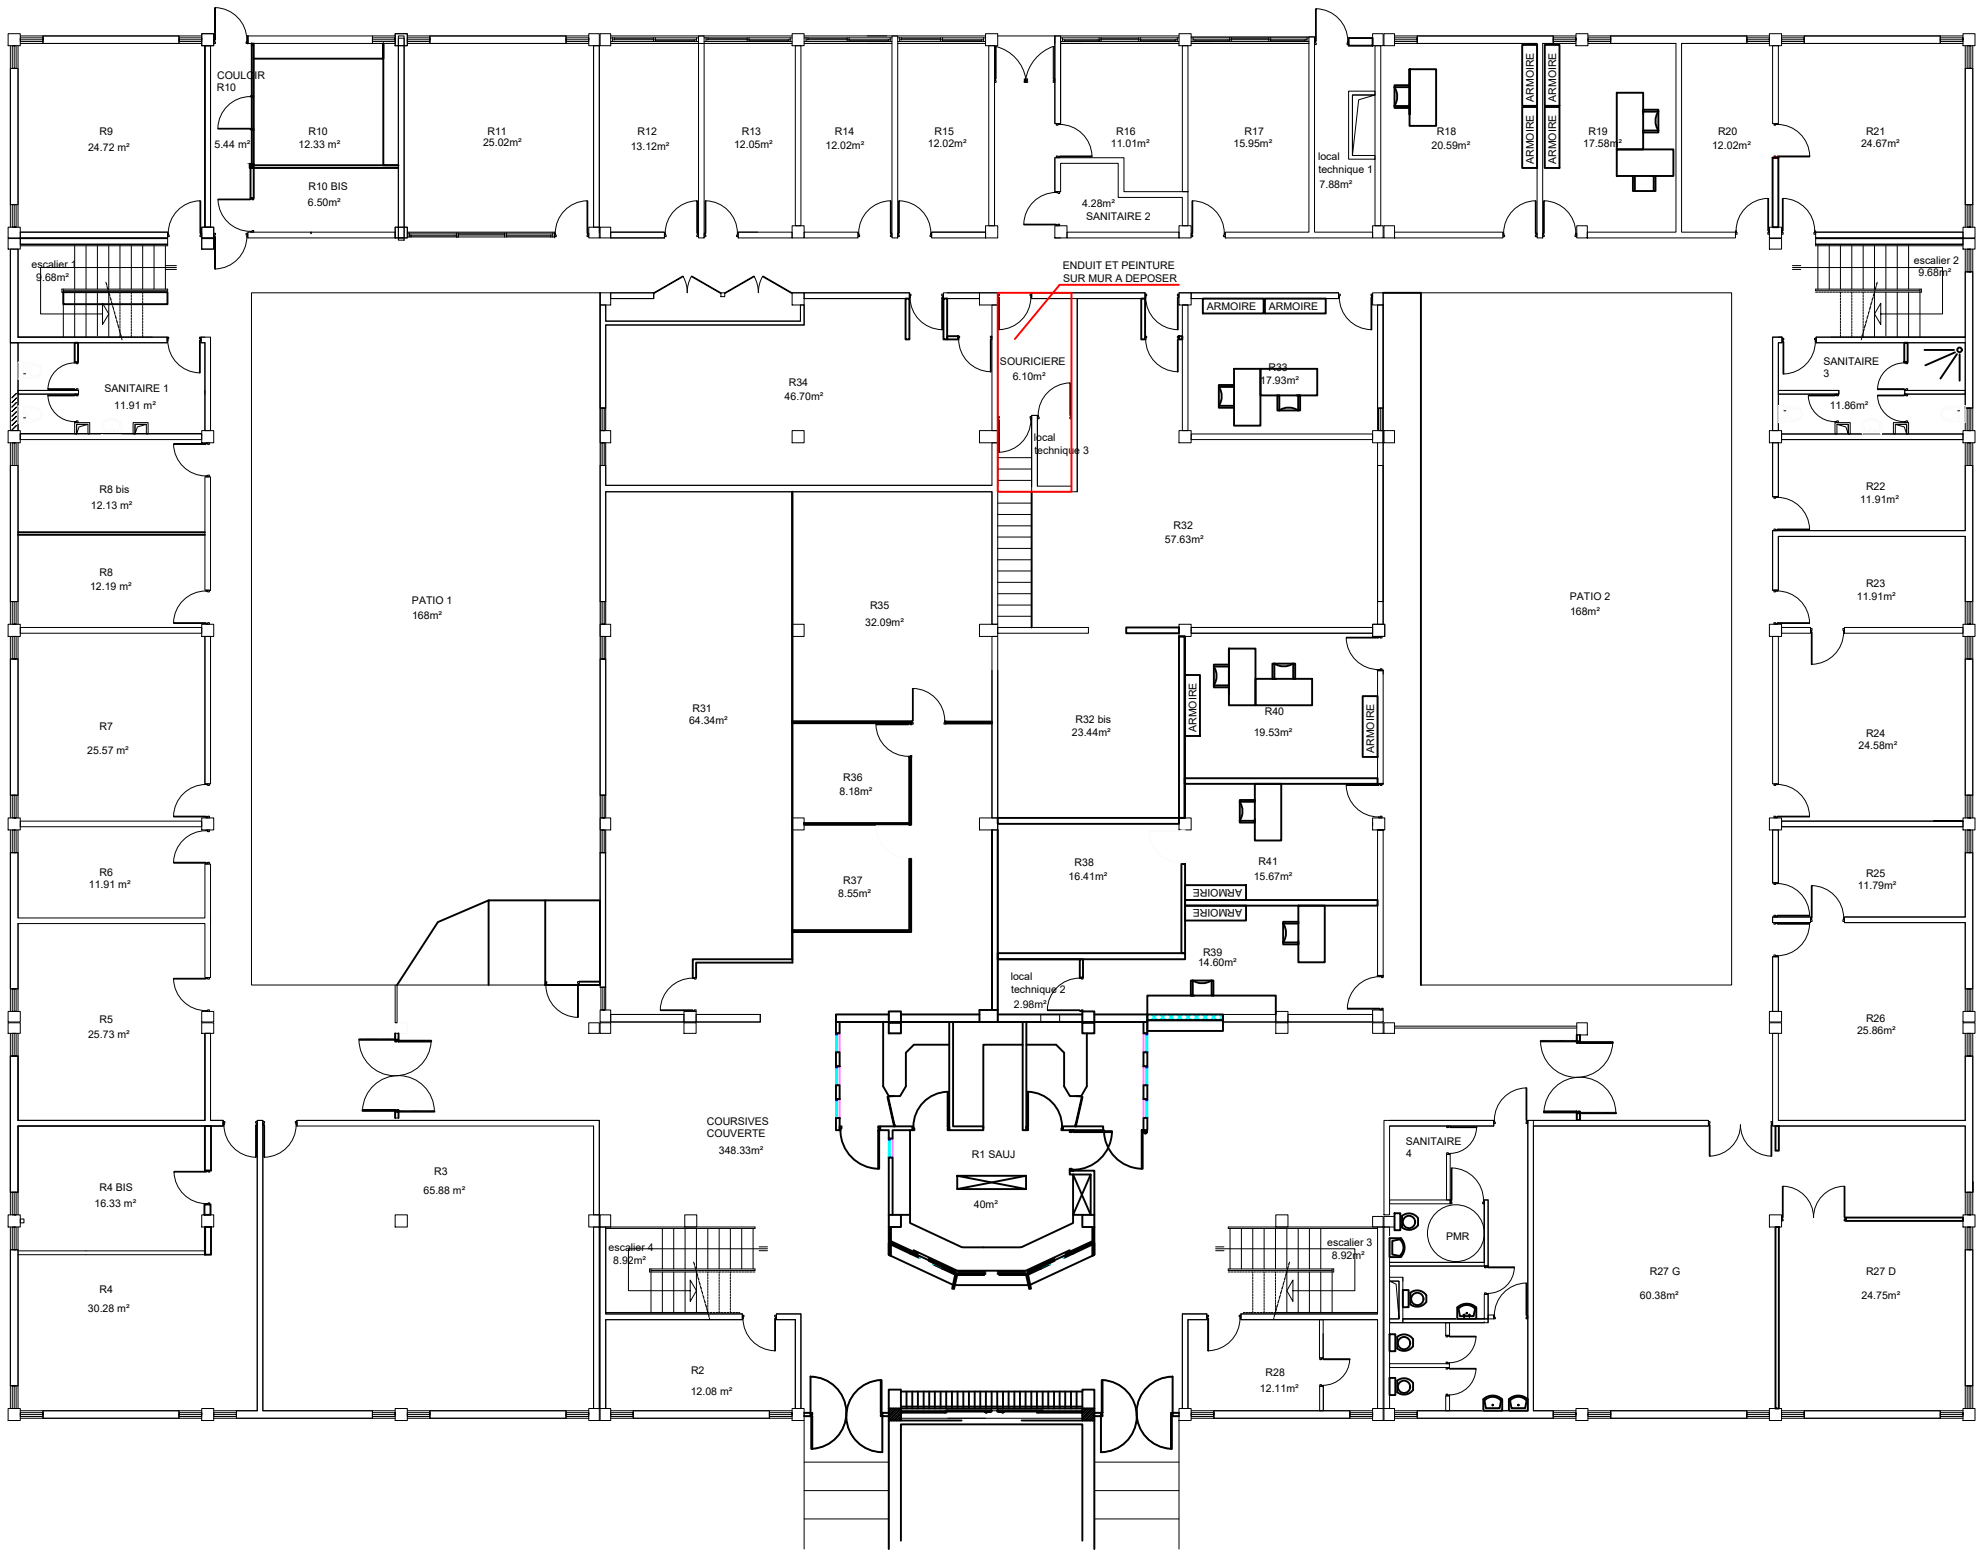 COULOIR
R10
5.44 m²
R9
24.72 m²
R10
12.33 m²
R10 BIS
6.50m²
R11
25.02m²
R12
13.12m²
R13
12.05m²
R14
12.02m²
R15
12.02m²
R16
11.01m²
4.28m²
SANITAIRE 2
R17
15.95m²
local
technique 1
7.88m²
R18
20.59m²
ARMOIRE
ARMOIRE
ARMOIRE
ARMOIRE
R19
17.58m²
R20
12.02m²
R21
24.67m²
escalier 1
9.68m²
ENDUIT ET PEINTURE
SUR MUR A DEPOSER
escalier 2
9.68m²
ARMOIRE
ARMOIRE
SANITAIRE 1
11.91 m²
R34
46.70m²
SOURICIERE
6.10m²
local
technique 3
R33
17.93m²
SANITAIRE
3
11.86m²
R8 bis
12.13 m²
R22
11.91m²
R32
57.63m²
R8
12.19 m²
PATIO 1
168m²
R35
32.09m²
PATIO 2
168m²
R23
11.91m²
R7
25.57 m²
R31
64.34m²
R32 bis
23.44m²
ARMOIRE
R40
19.53m²
ARMOIRE
R24
24.58m²
R36
8.18m²
R6
11.91 m²
R37
8.55m²
R38
16.41m²
R41
15.67m²
ARMOIRE
ARMOIRE
R25
11.79m²
R39
14.60m²
local
technique 2
2.98m²
R5
25.73 m²
R26
25.86m²
COURSIVES
COUVERTE
348.33m²
R1 SAUJ
40m²
SANITAIRE
4
R4 BIS
16.33 m²
R3
65.88 m²
PMR
escalier 4
8.92m²
escalier 3
8.92m²
R4
30.28 m²
R27 G
60.38m²
R27 D
24.75m²
R2
12.08 m²
R28
12.11m²